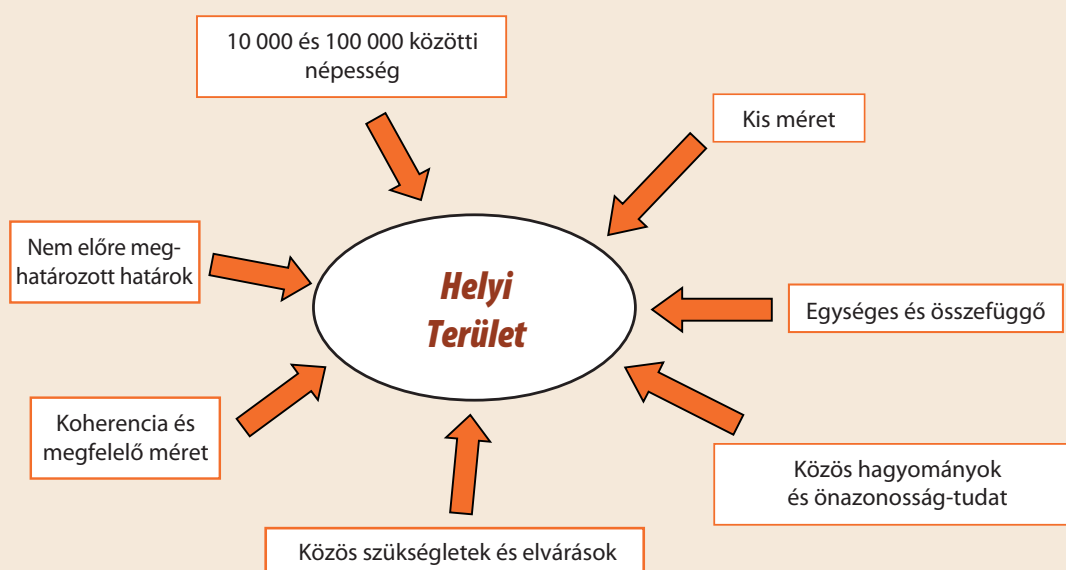 10 000 és 100 000 közötti
népesség
Kis méret
Nem előre meg-
határozott határok
Helyi
Terület
Egységes és összefüggő
Koherencia és
megfelelő méret
Közös hagyományok
és önazonosság-tudat
Közös szükségletek és elvárások